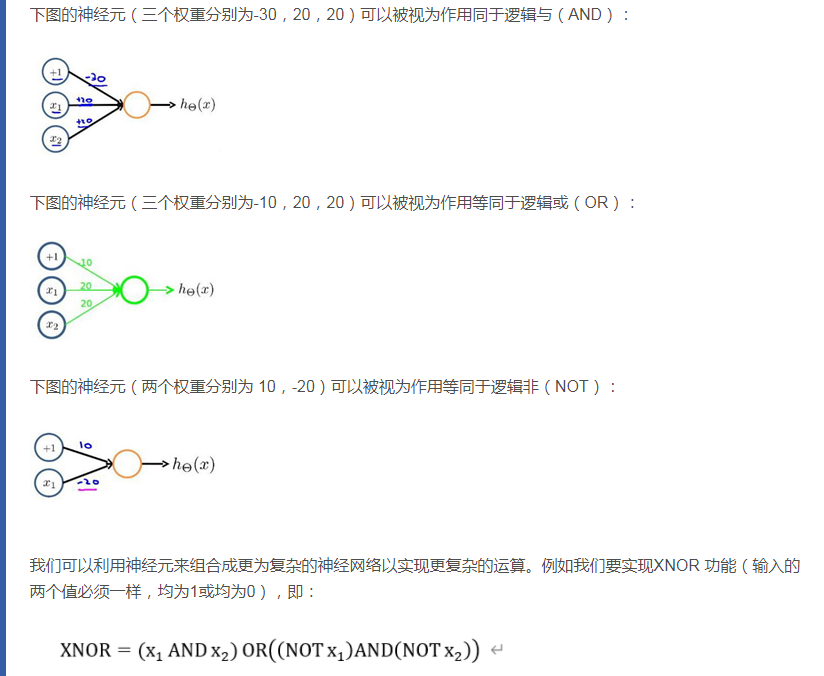 下图的神经元（三个权重分别为-30，20，20）可以被视为作用同于逻辑与（AND）：
+1
-30
x₁
+20
hΘ(x)
+20
x₂
下图的神经元（三个权重分别为-10，20，20）可以被视为作用等同于逻辑或（OR）：
+1
-10
x₁
20
hΘ(x)
20
x₂
下图的神经元（两个权重分别为 10，-20）可以被视为作用等同于逻辑非（NOT）：
+1
10
hΘ(x)
x₁
-20
我们可以利用神经元来组合成更为复杂的神经网络以实现更复杂的运算。例如我们要实现XNOR 功能（输入的
两个值必须一样，均为1或均为0），即：
XNOR = (x₁ AND x₂) OR((NOT x₁)AND(NOT x₂)) ↵